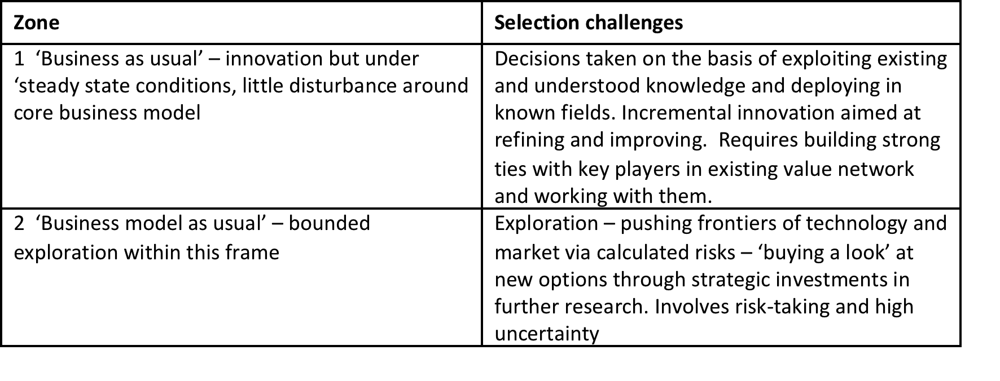 Zone
Selection challenges
1  ‘Business as usual’ – innovation but under
‘steady state conditions, little disturbance around
core business model
Decisions taken on the basis of exploiting existing
and understood knowledge and deploying in
known fields. Incremental innovation aimed at
refining and improving.  Requires building strong
ties with key players in existing value network
and working with them.
2  ‘Business model as usual’ – bounded
exploration within this frame
Exploration – pushing frontiers of technology and
market via calculated risks – ‘buying a look’ at
new options through strategic investments in
further research. Involves risk-taking and high
uncertainty